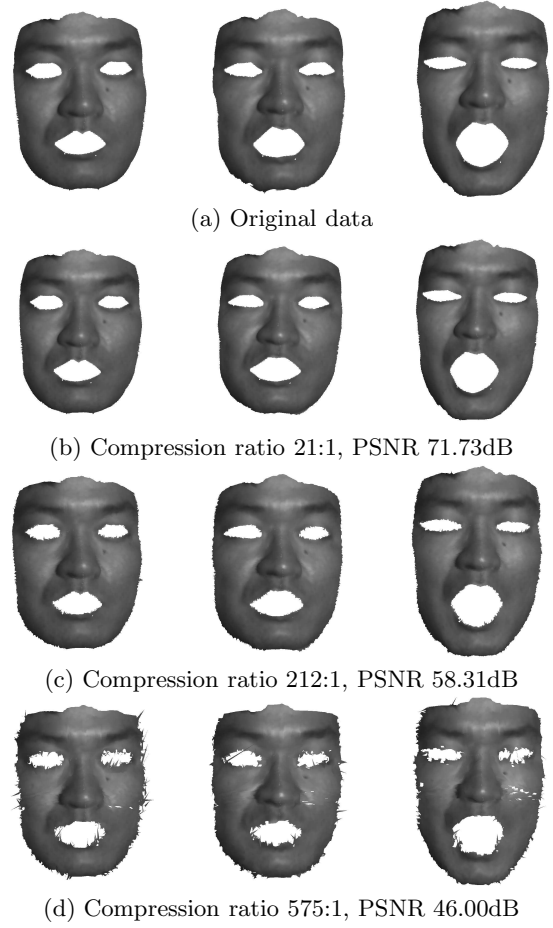 (a) Original data
(b) Compression ratio 21:1, PSNR 71.73dB
(c) Compression ratio 212:1, PSNR 58.31dB
(d) Compression ratio 575:1, PSNR 46.00dB